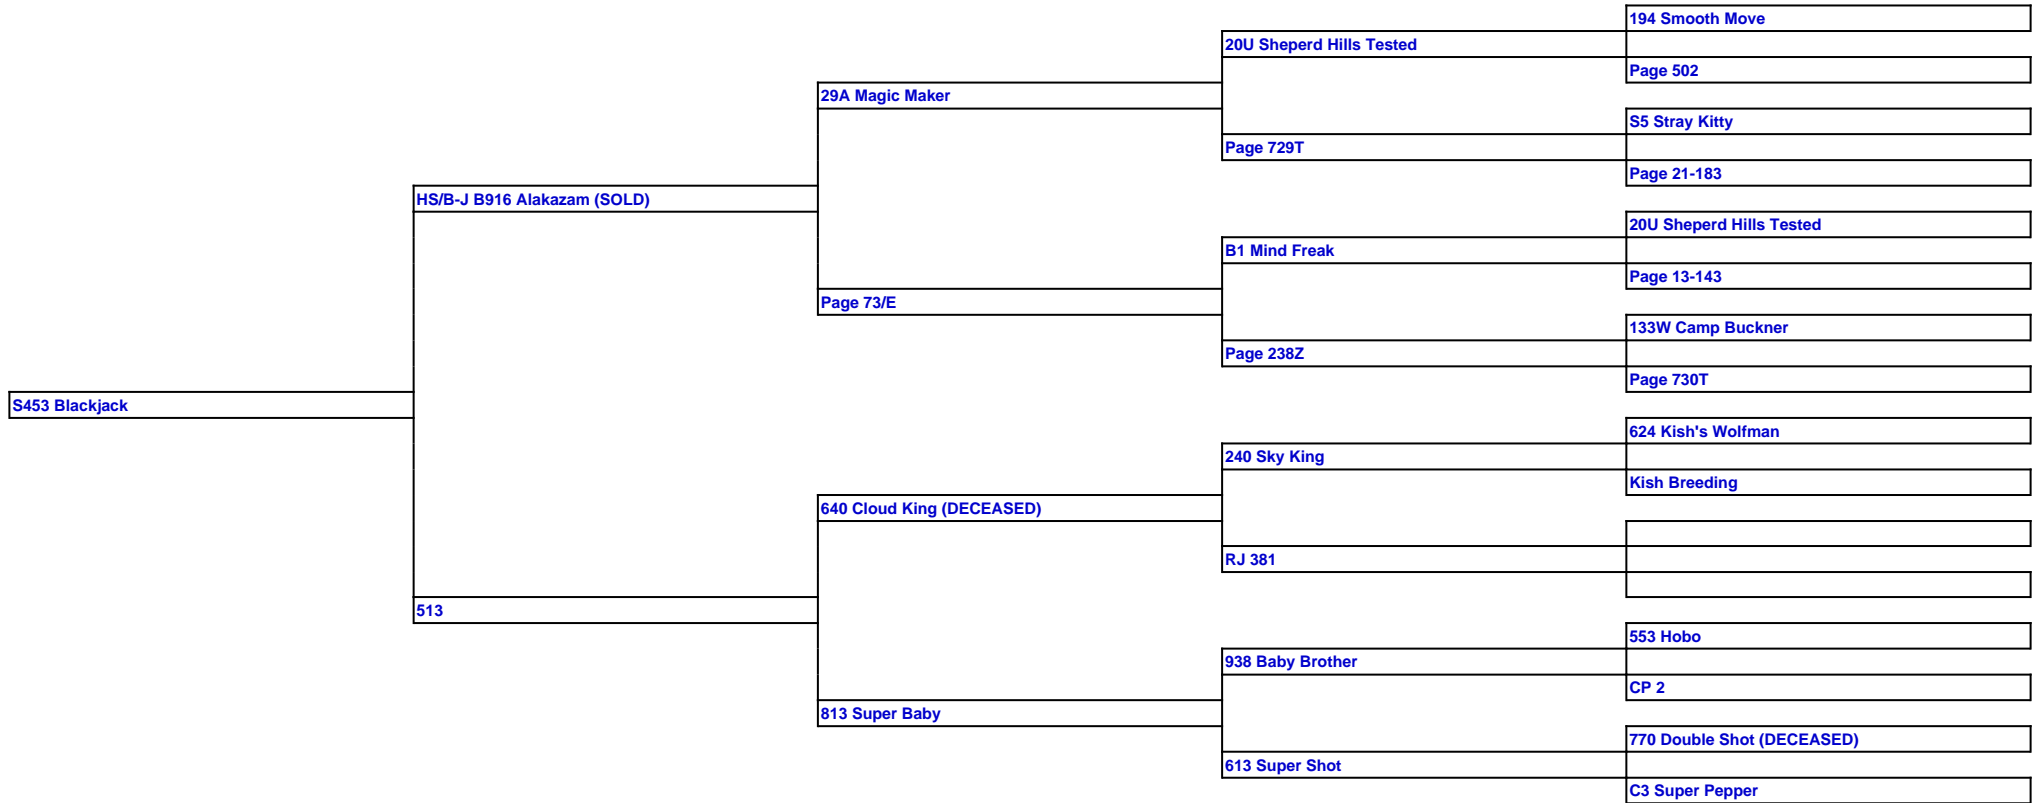 194 Smooth Move
20U Sheperd Hills Tested
Page 502
29A Magic Maker
S5 Stray Kitty
Page 729T
Page 21-183
HS/B-J B916 Alakazam (SOLD)
20U Sheperd Hills Tested
B1 Mind Freak
Page 13-143
Page 73/E
133W Camp Buckner
Page 238Z
Page 730T
S453 Blackjack
624 Kish's Wolfman
240 Sky King
Kish Breeding
640 Cloud King (DECEASED)
RJ 381
513
553 Hobo
938 Baby Brother
CP 2
813 Super Baby
770 Double Shot (DECEASED)
613 Super Shot
C3 Super Pepper